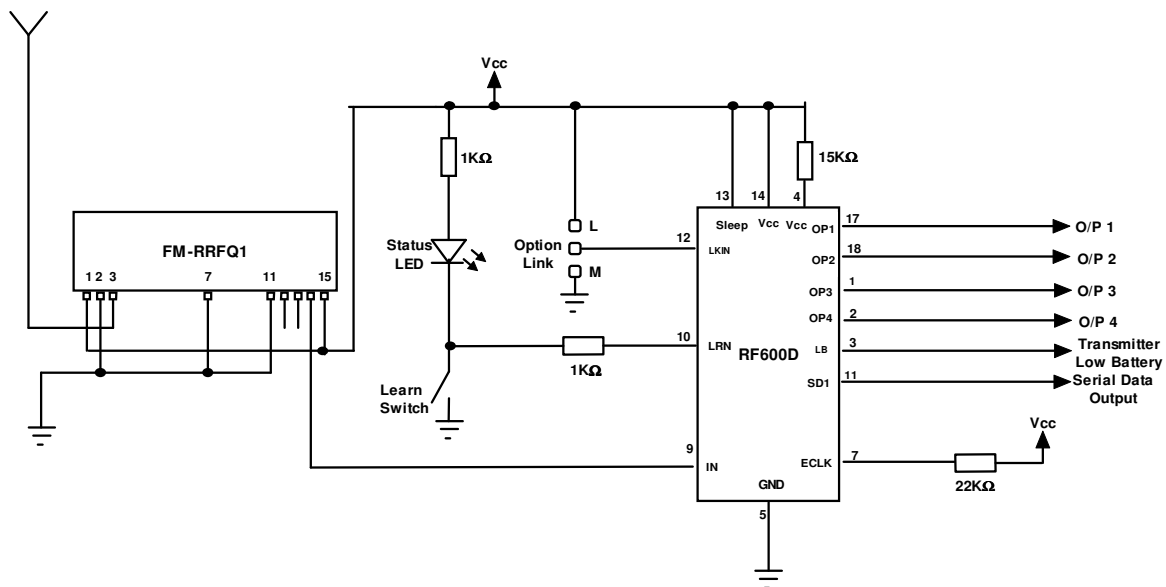 Vcc
1KΩ
15KΩ
13
14
4
FM-RRFQ1
1 2 3
7
11
15
Status
LED
Option
Link
L
M
12
Sleep
Vcc
Vcc
OP1
17
O/P 1
LKIN
OP2
18
O/P 2
OP3
1
O/P 3
OP4
2
O/P 4
10
LRN
RF600D
LB
3
Transmitter
Low Battery
1KΩ
SD1
11
Serial Data
Output
Learn
Switch
Vcc
9
IN
ECLK
7
22KΩ
GND
5